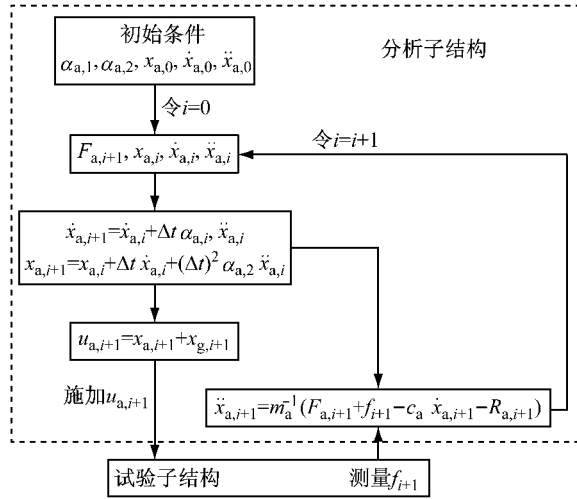 初始条件
α_{a,1}, α_{a,2}, x_{a,0}, ẋ_{a,0}, ẍ_{a,0}
分析子结构
令i=0
令i=i+1
F_{a,i+1}, x_{a,i}, ẋ_{a,i}, ẍ_{a,i}
ẋ_{a,i+1}=ẋ_{a,i}+Δt α_{a,i}, ẍ_{a,i}
x_{a,i+1}=x_{a,i}+Δt ẋ_{a,i}+(Δt)² α_{a,2} ẍ_{a,i}
u_{a,i+1}=x_{a,i+1}+x_{g,i+1}
施加u_{a,i+1}
ẍ_{a,i+1}=m_a^{-1}(F_{a,i+1}+f_{i+1}−c_a ẋ_{a,i+1}−R_{a,i+1})
试验子结构 测量f_{i+1}